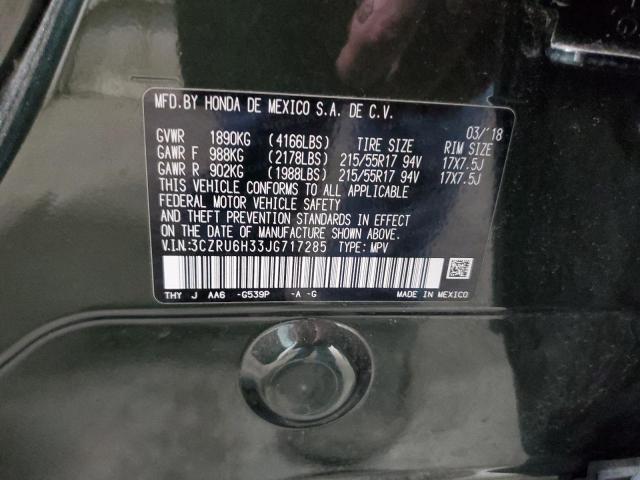 MFD.BY HONDA DE MEXICO S.A. DE C.V.
03/'18
GVWR 1890KG (4166LBS) TIRE SIZE RIM SIZE
GAWR F 988KG (2178LBS) 215/55R17 94V 17X7.5J
GAWR R 902KG (1988LBS) 215/55R17 94V 17X7.5J
THIS VEHICLE CONFORMS TO ALL APPLICABLE
FEDERAL MOTOR VEHICLE SAFETY
AND THEFT PREVENTION STANDARDS IN EFFECT
ON THE DATE OF MANUFACTURE SHOWN ABOVE.
V.I.N:3CZRU6H33JG717285 TYPE: MPV
THY J AA6 -G539P -A -G MADE IN MEXICO